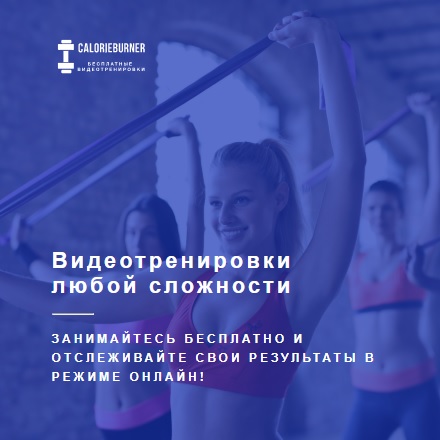 CALORIEBURNER
БЕСПЛАТНЫЕ
ВИДЕОТРЕНИРОВКИ
Видеотренировки
любой сложности
ЗАНИМАЙТЕСЬ БЕСПЛАТНО И
ОТСЛЕЖИВАЙТЕ СВОИ РЕЗУЛЬТАТЫ В
РЕЖИМЕ ОНЛАЙН!